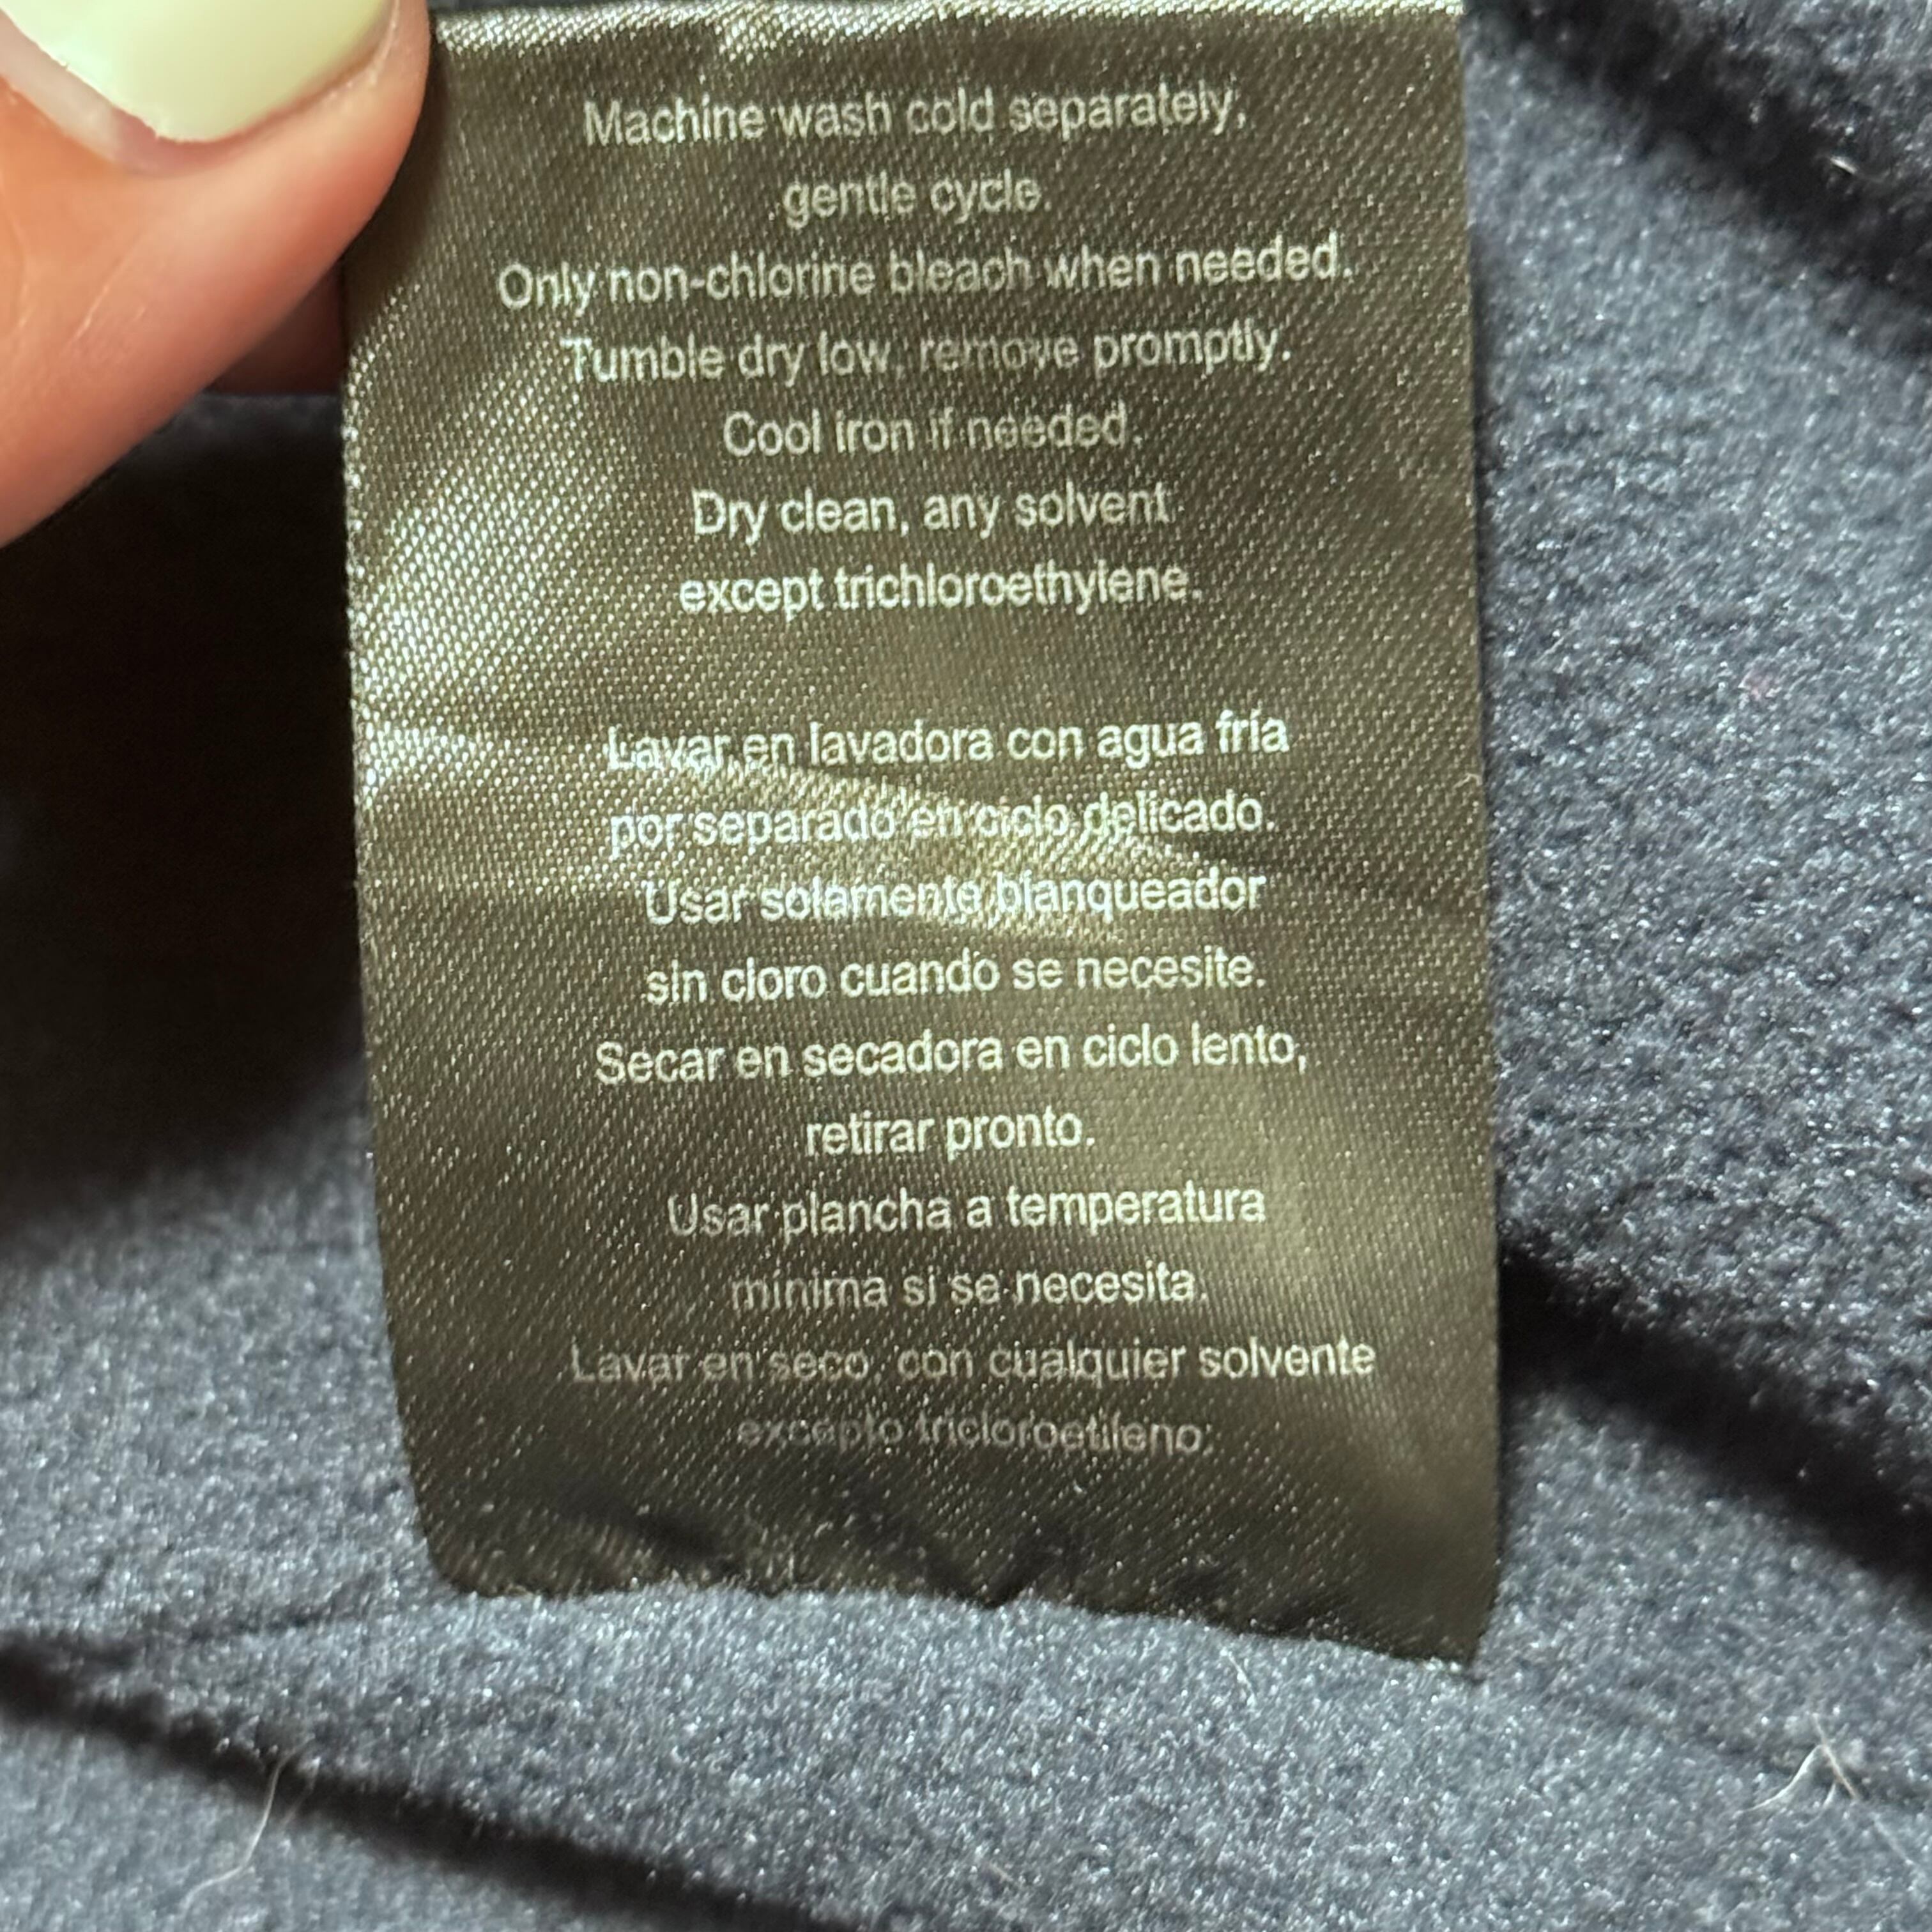 Machine wash cold separately,
gentle cycle.
Only non-chlorine bleach when needed.
Tumble dry low, remove promptly.
Cool iron if needed.
Dry clean, any solvent
except trichloroethylene.
Lavar en lavadora con agua fría
por separado en ciclo delicado.
Usar solamente blanqueador
sin cloro cuando se necesite.
Secar en secadora en ciclo lento,
retirar pronto.
Usar plancha a temperatura
mínima si se necesita.
Lavar en seco, con cualquier solvente
excepto tricloroetileno.